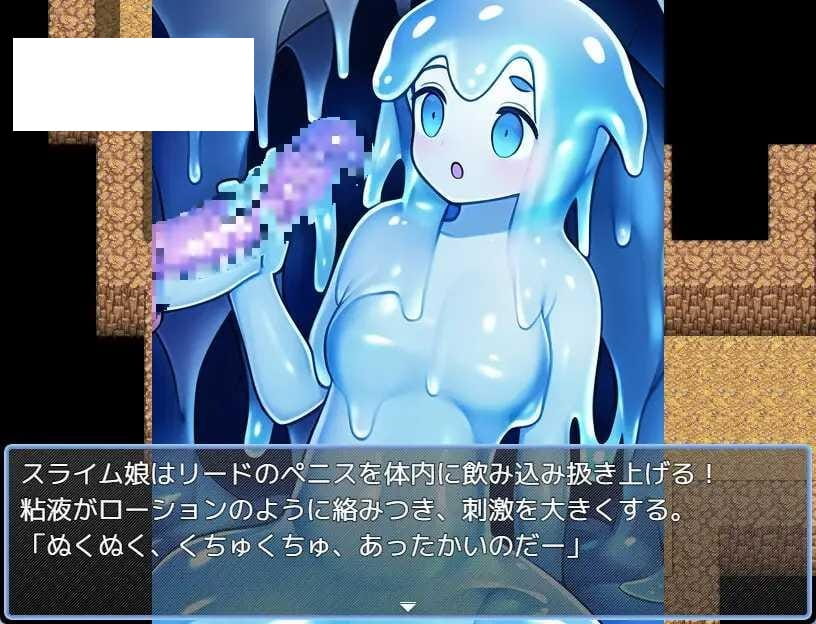 スライム娘はリードのペニスを体内に飲み込み扱き上げる！
粘液がローションのように絡みつき、刺激を大きくする。
「ぬくぬく、くちゅくちゅ、あったかいのだー」